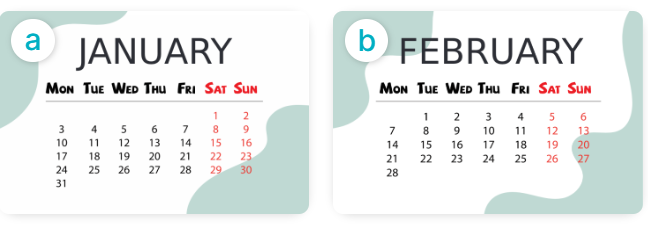 a
JANUARY
MON TUE WED THU FRI SAT SUN
1 2
3 4 5 6 7 8 9
10 11 12 13 14 15 16
17 18 19 20 21 22 23
24 25 26 27 28 29 30
31
b
FEBRUARY
MON TUE WED THU FRI SAT SUN
1 2 3 4 5 6
7 8 9 10 11 12 13
14 15 16 17 18 19 20
21 22 23 24 25 26 27
28